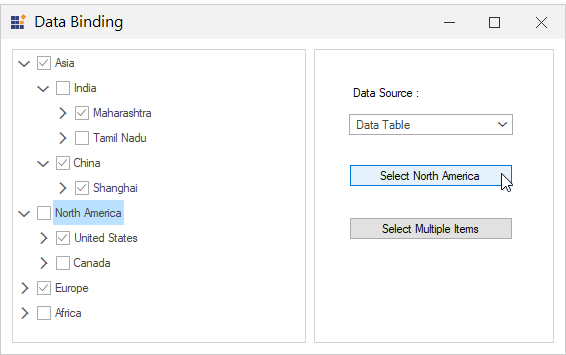 Data Binding
Asia
India
Maharashtra
Tamil Nadu
China
Shanghai
North America
United States
Canada
Europe
Africa
Data Source :
Data Table
Select North America
Select Multiple Items